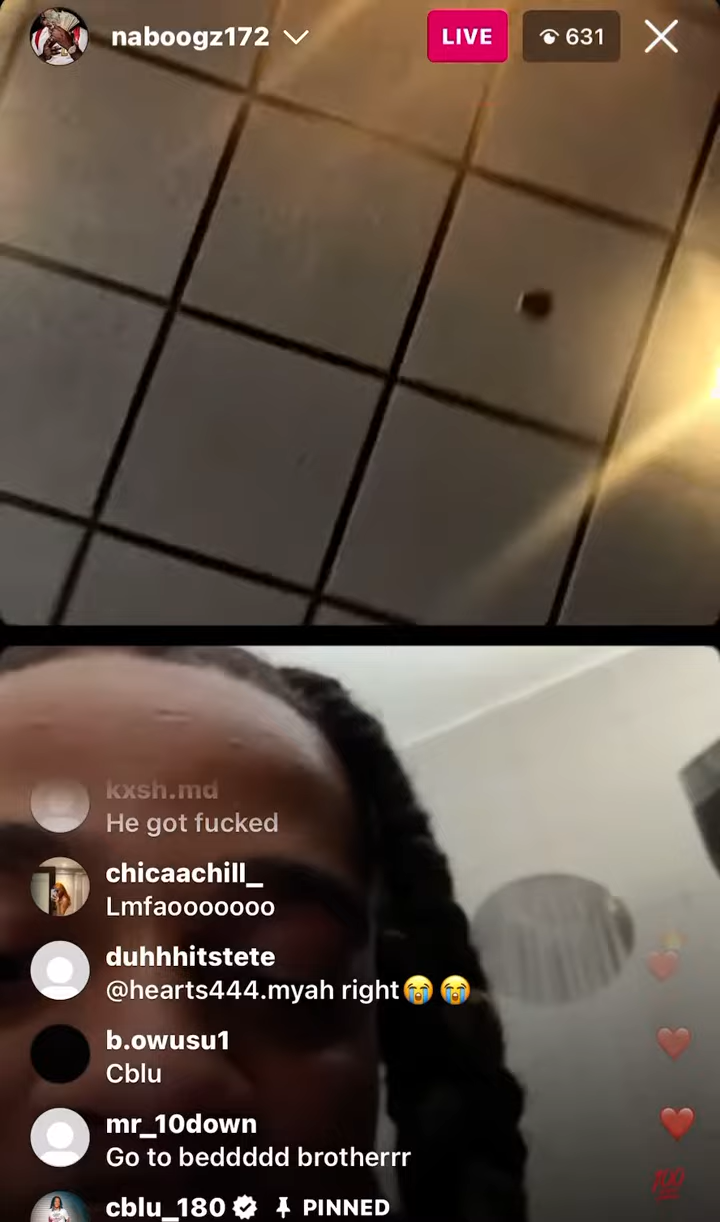 naboogz172
LIVE
631
kxsh.md
He got fucked
chicaachill_
Lmfaooooooo
duhhhitstete
@hearts444.myah right😭😭
b.owusu1
Cblu
mr_10down
Go to beddddd brotherrr
cblu_180 PINNED
💯